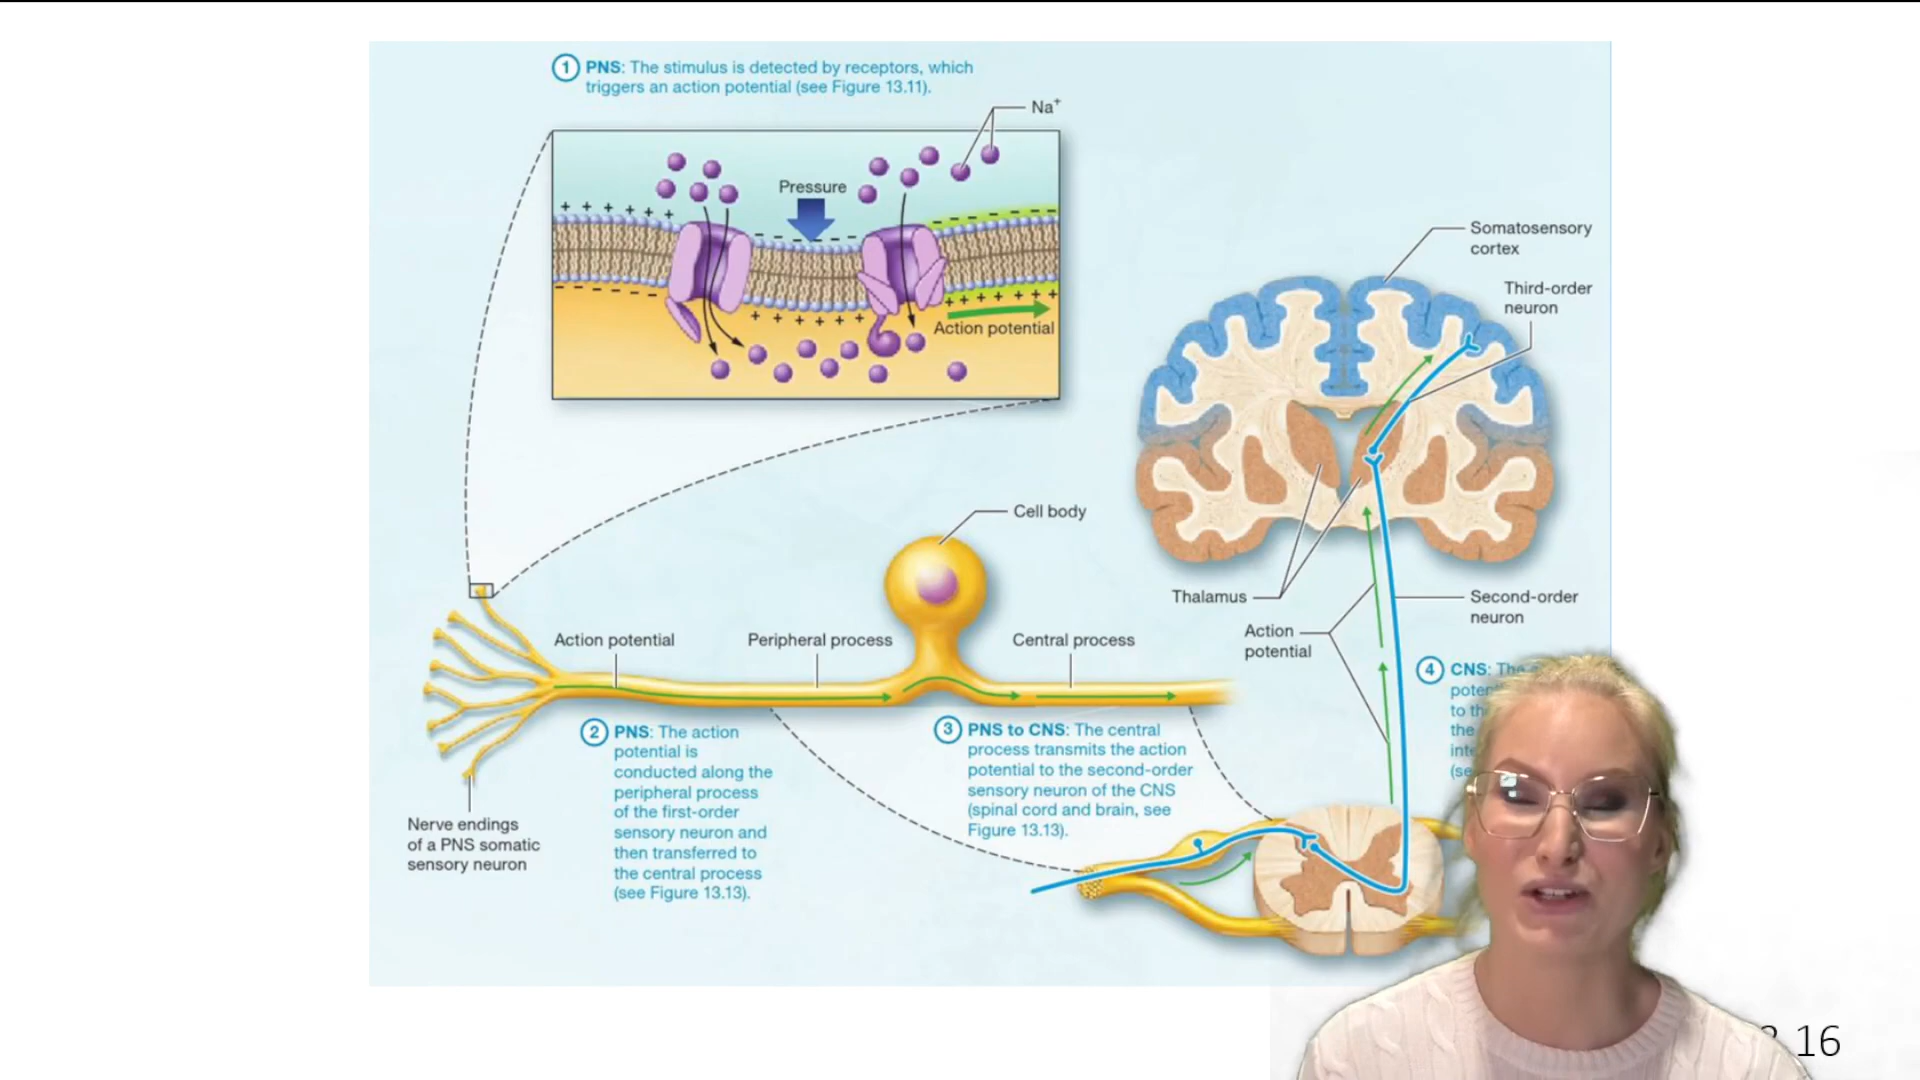 1 PNS: The stimulus is detected by receptors, which
triggers an action potential (see Figure 13.11).
Na+
Pressure
Action potential
Somatosensory
cortex
Third-order
neuron
Cell body
Thalamus
Second-order
neuron
Action
potential
Action potential
Peripheral process
Central process
4 CNS: The
to the
the
2 PNS: The action
potential is
conducted along the
peripheral process
of the first-order
sensory neuron and
then transferred to
the central process
(see Figure 13.13).
3 PNS to CNS: The central
process transmits the action
potential to the second-order
sensory neuron of the CNS
(spinal cord and brain, see
Figure 13.13).
Nerve endings
of a PNS somatic
sensory neuron
.16